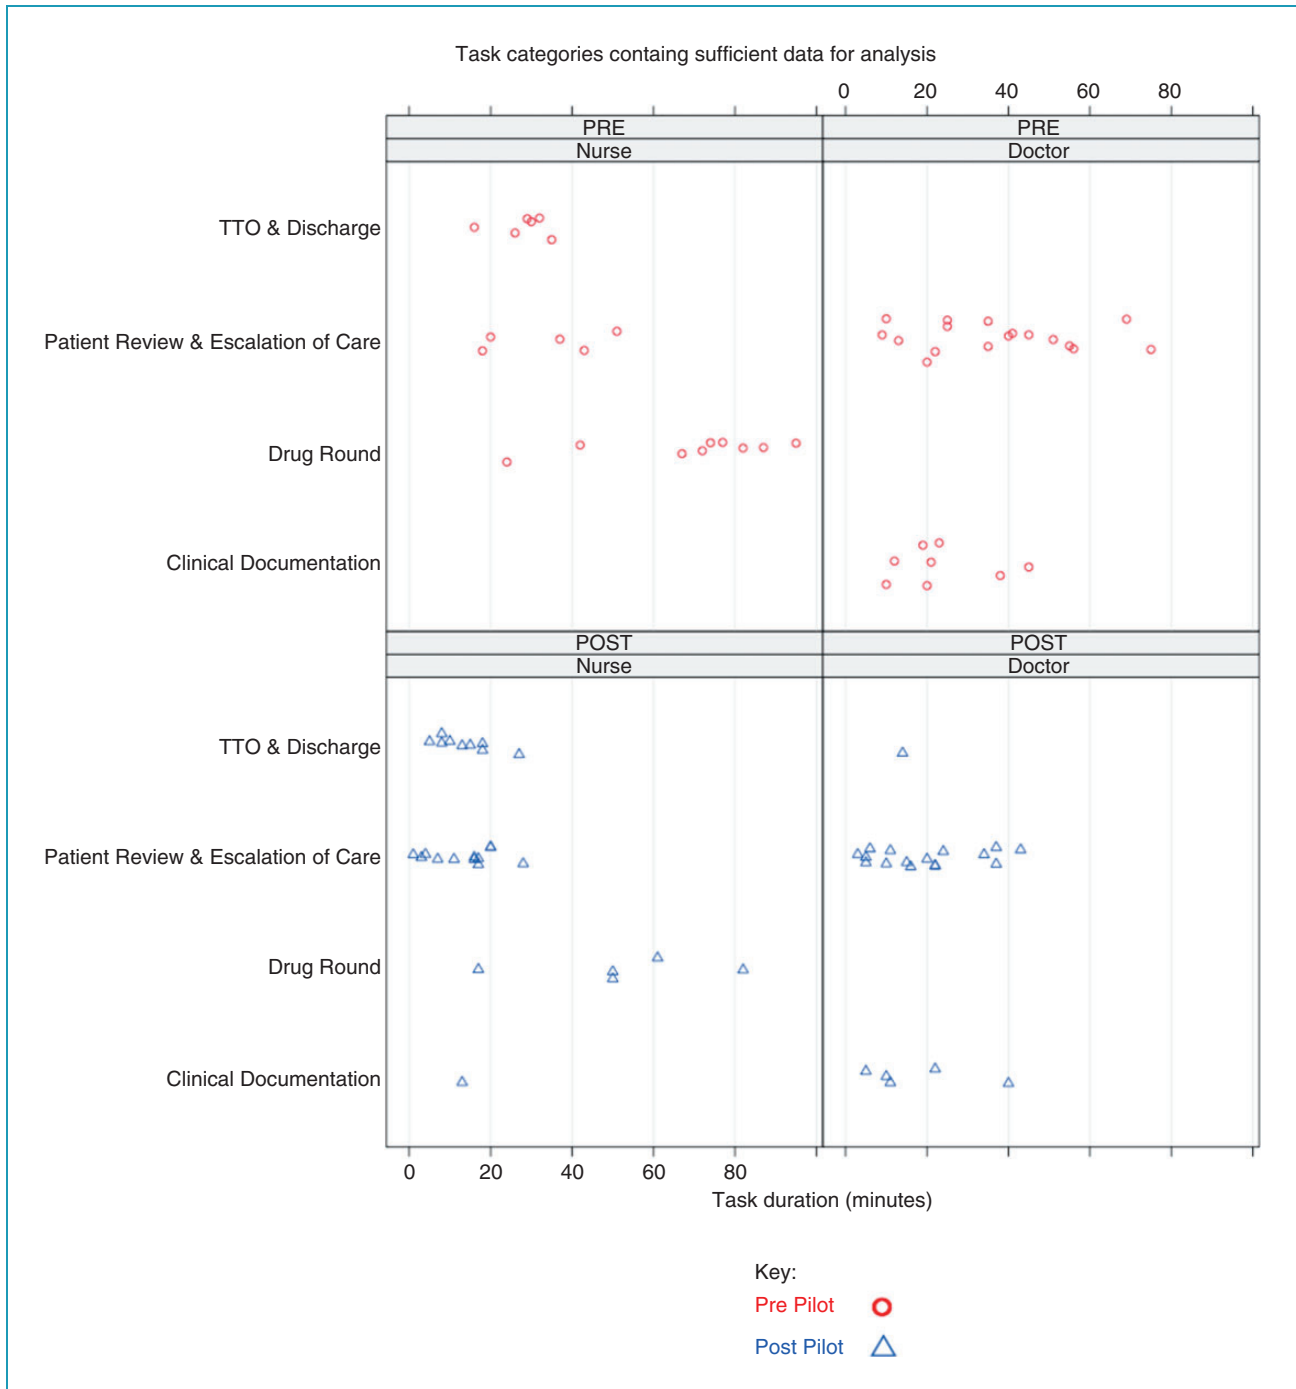 Task categories containg sufficient data for analysis
0 20 40 60 80
PRE PRE
Nurse Doctor
TTO & Discharge
Patient Review & Escalation of Care
Drug Round
Clinical Documentation
POST POST
Nurse Doctor
TTO & Discharge
Patient Review & Escalation of Care
Drug Round
Clinical Documentation
0 20 40 60 80
Task duration (minutes)
Key:
Pre Pilot
Post Pilot